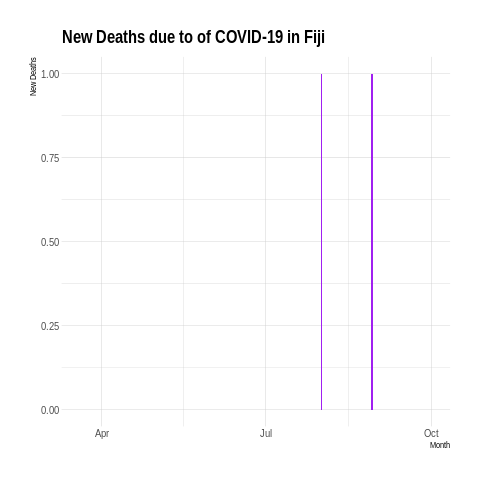 New Deaths due to of COVID-19 in Fiji
New Deaths
1.00
0.75
0.50
0.25
0.00
Apr
Jul
Oct
Month